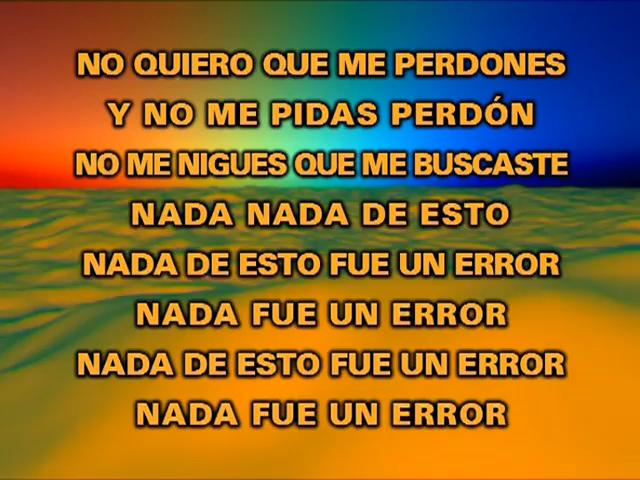 NO QUIERO QUE ME PERDONES
Y NO ME PIDAS PERDÓN
NO ME NIGUES QUE ME BUSCASTE
NADA NADA DE ESTO
NADA DE ESTO FUE UN ERROR
NADA FUE UN ERROR
NADA DE ESTO FUE UN ERROR
NADA FUE UN ERROR